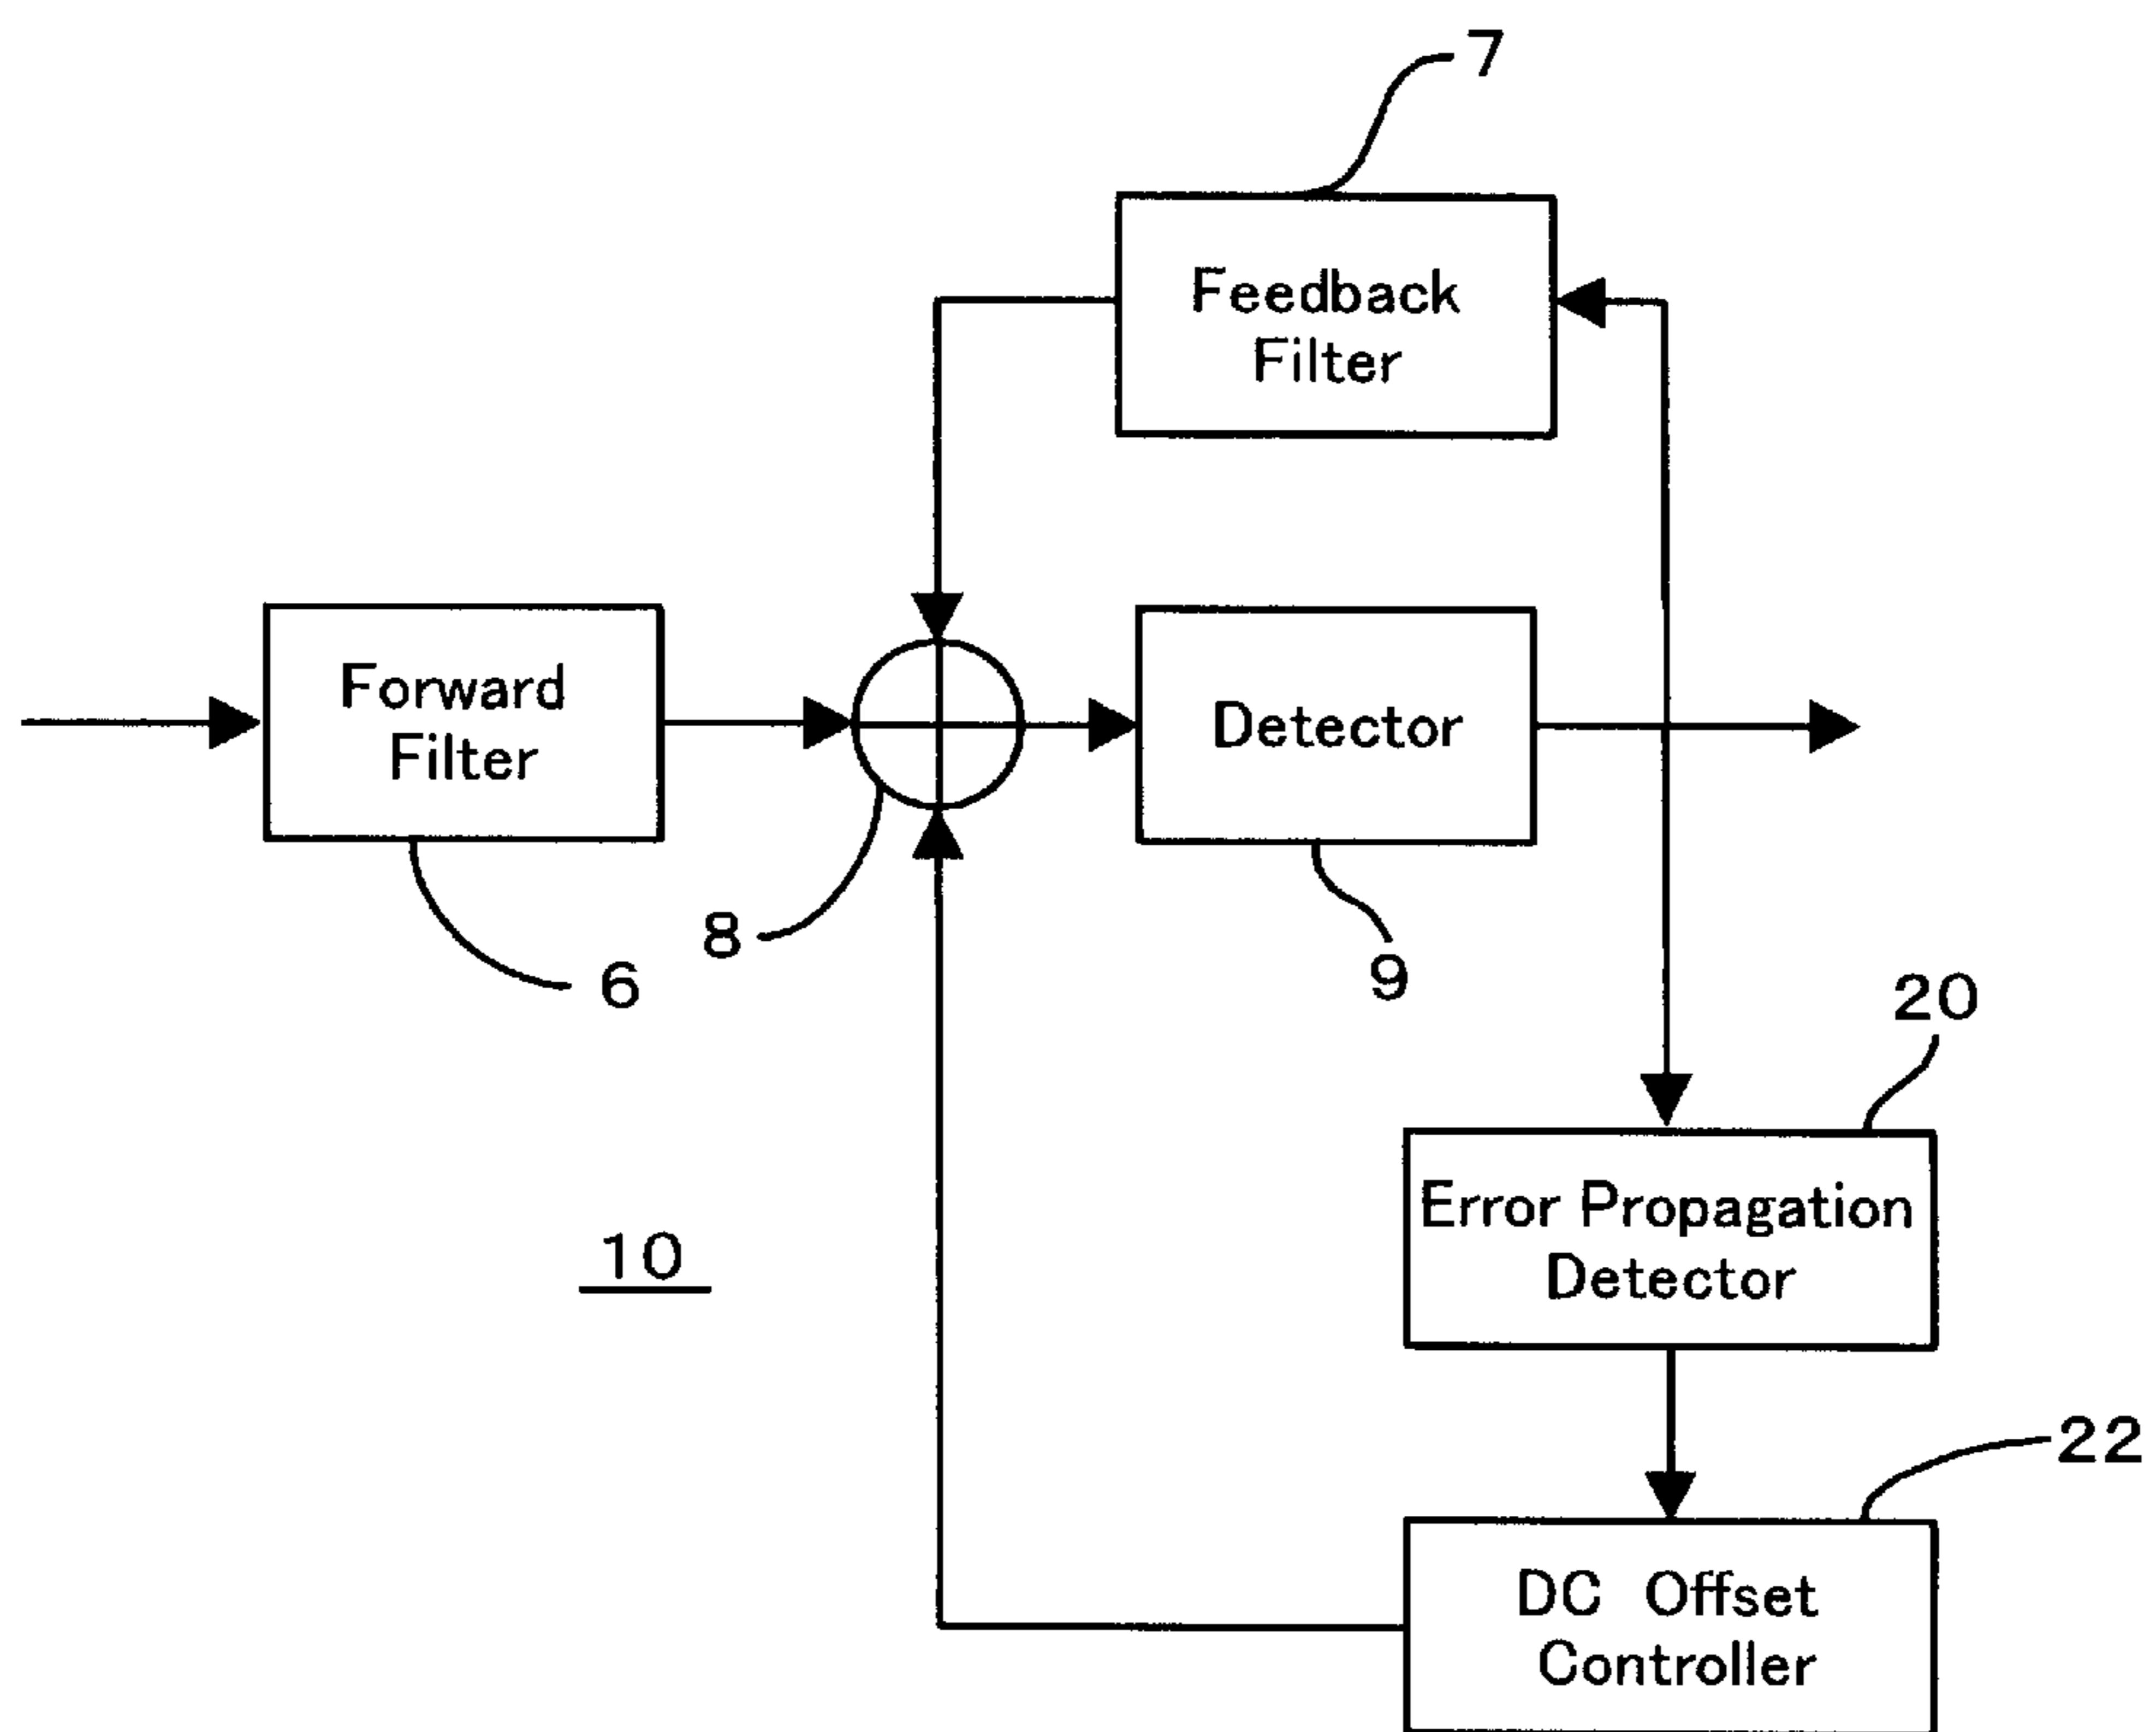 7
Feedback
Filter
Forward
Filter
Detector
8
6
9
20
Error Propagation
Detector
10
22
DC Offset
Controller